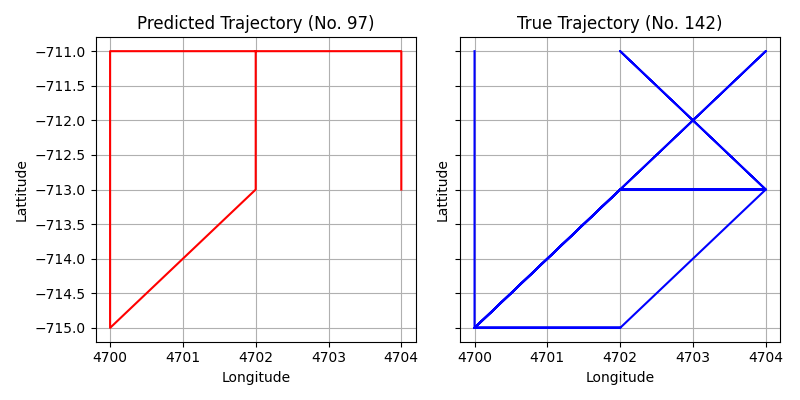 Predicted Trajectory (No. 97)
True Trajectory (No. 142)
−711.0
−711.5
−712.0
−712.5
−713.0
−713.5
−714.0
−714.5
−715.0
Lattitude
Lattitude
4700 4701 4702 4703 4704
4700 4701 4702 4703 4704
Longitude
Longitude